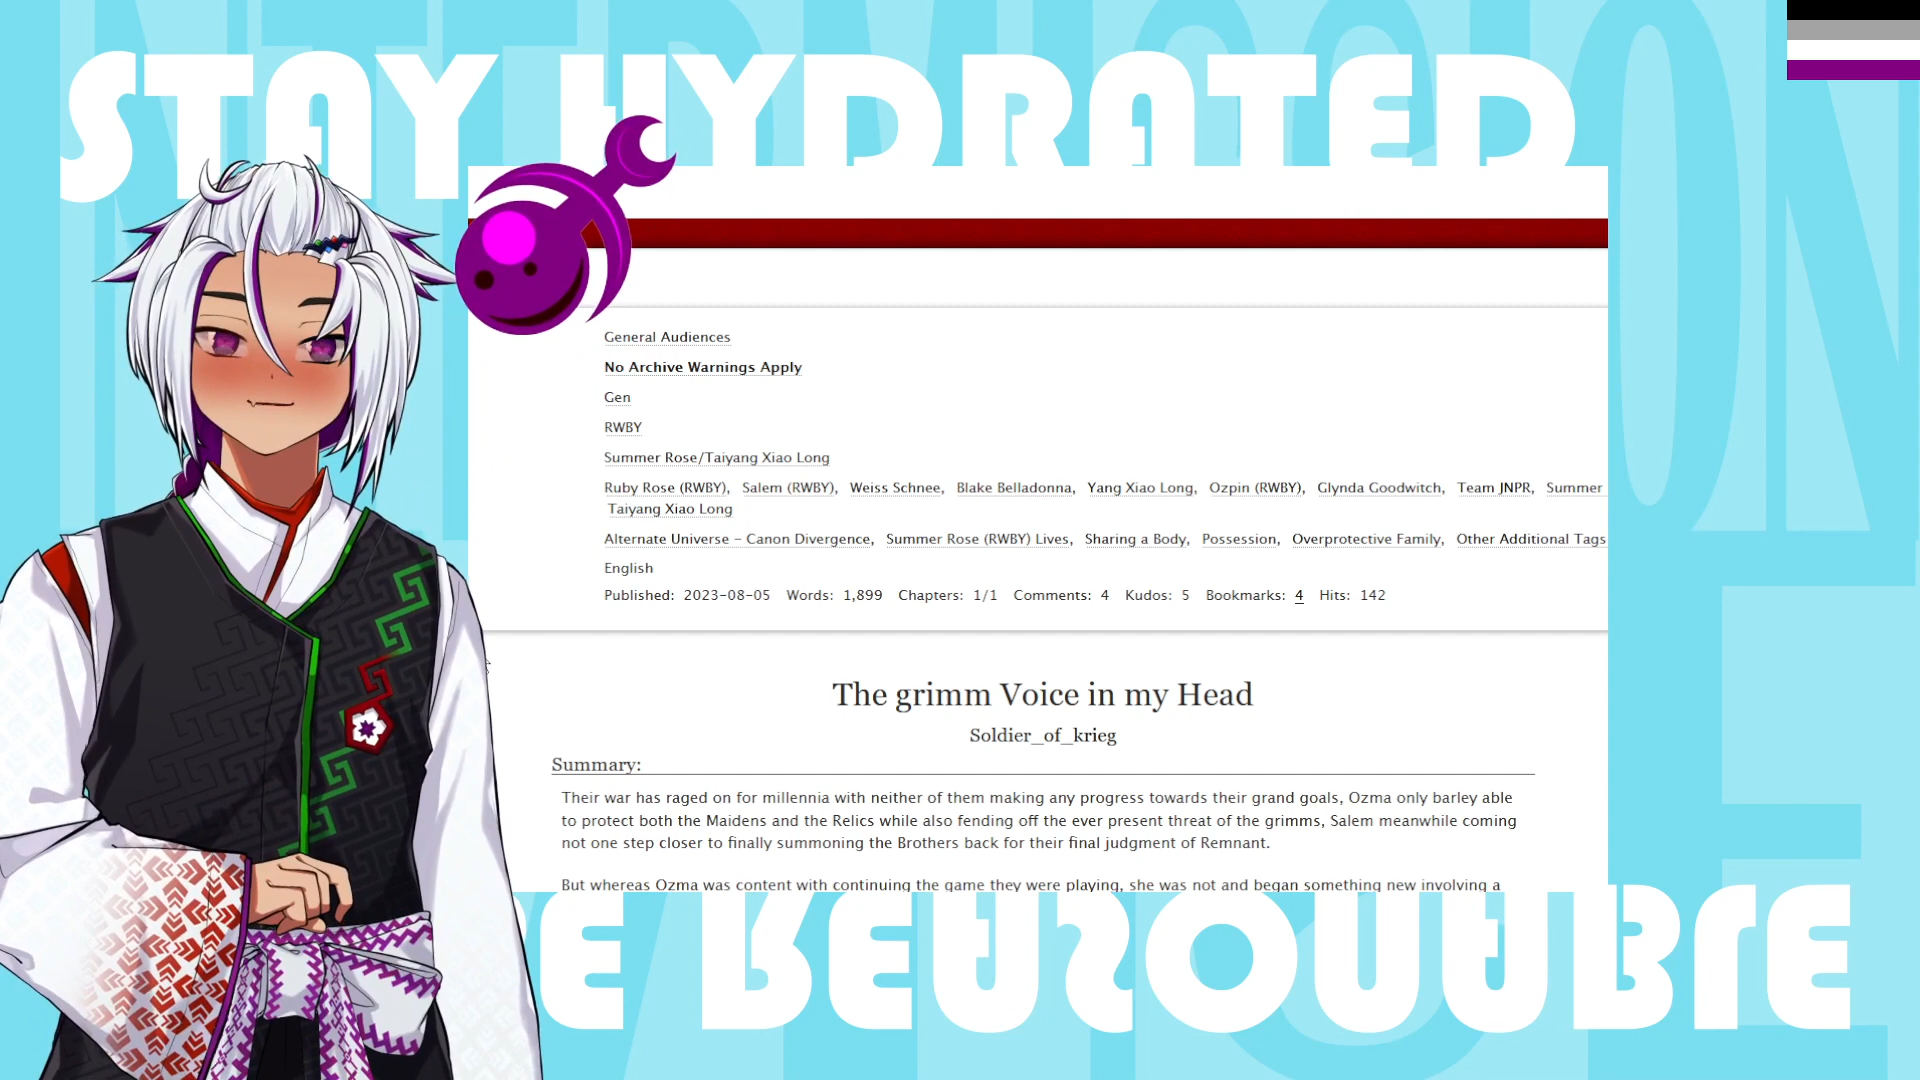 STAY HYDRATED
General Audiences
No Archive Warnings Apply
Gen
RWBY
Summer Rose/Taiyang Xiao Long
Ruby Rose (RWBY), Salem (RWBY), Weiss Schnee, Blake Belladonna, Yang Xiao Long, Ozpin (RWBY), Glynda Goodwitch, Team JNPR, Summer
Taiyang Xiao Long
Alternate Universe – Canon Divergence, Summer Rose (RWBY) Lives, Sharing a Body, Possession, Overprotective Family, Other Additional Tags
English
Published: 2023-08-05 Words: 1,899 Chapters: 1/1 Comments: 4 Kudos: 5 Bookmarks: 4 Hits: 142
The grimm Voice in my Head
Soldier_of_krieg
Summary:
Their war has raged on for millennia with neither of them making any progress towards their grand goals, Ozma only barley able
to protect both the Maidens and the Relics while also fending off the ever present threat of the grimms, Salem meanwhile coming
not one step closer to finally summoning the Brothers back for their final judgment of Remnant.
But whereas Ozma was content with continuing the game they were playing, she was not and began something new involving a